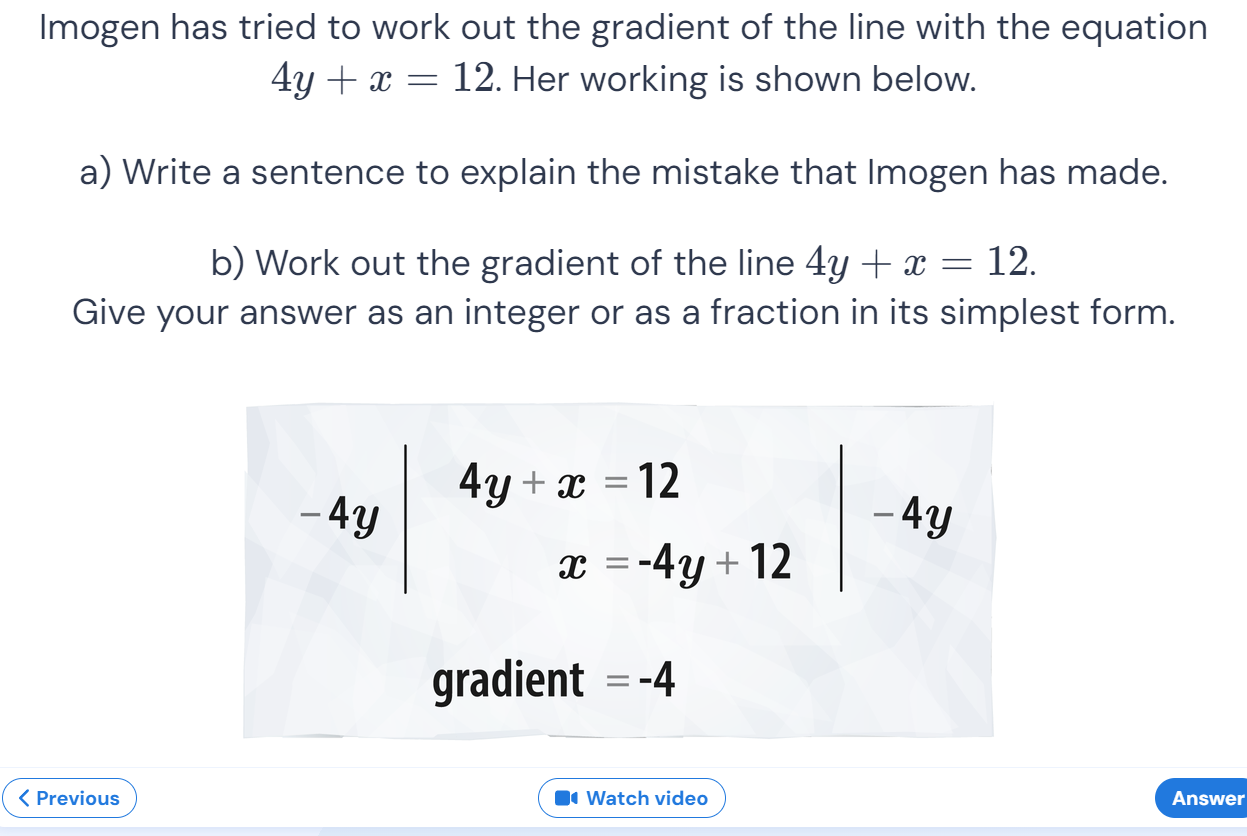 Imogen has tried to work out the gradient of the line with the equation
4y + x = 12. Her working is shown below.
a) Write a sentence to explain the mistake that Imogen has made.
b) Work out the gradient of the line 4y + x = 12.
Give your answer as an integer or as a fraction in its simplest form.
4y + x = 12
-4y
-4y
x = -4y + 12
gradient = -4
Previous
Watch video
Answer